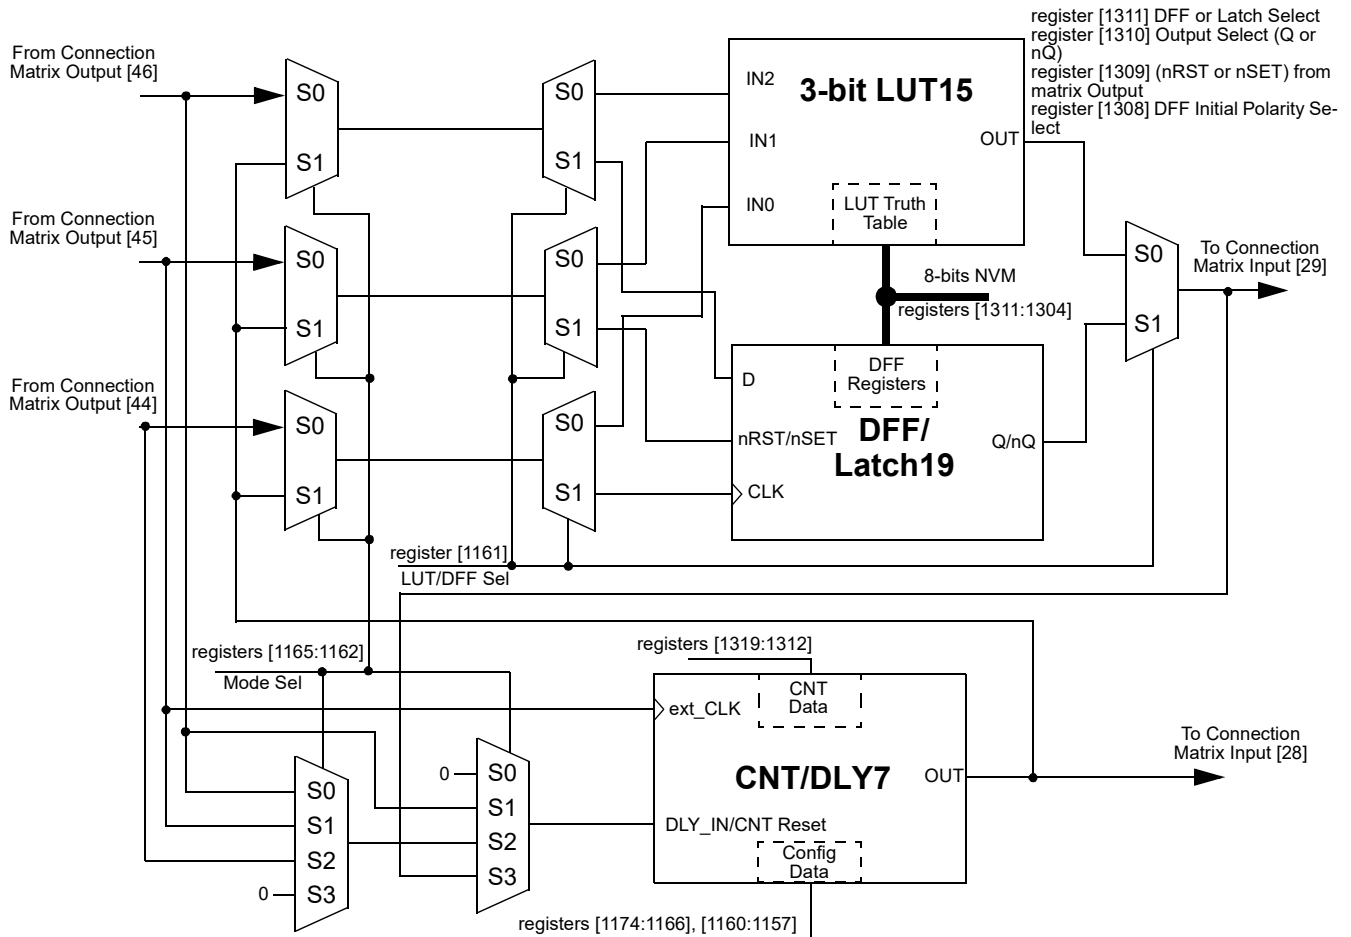 register [1311] DFF or Latch Select
register [1310] Output Select (Q or
nQ)
register [1309] (nRST or nSET) from
matrix Output
register [1308] DFF Initial Polarity Se-
lect
From Connection
Matrix Output [46]
S0
S1
S0
S1
IN2
3-bit LUT15
IN1
OUT
IN0
LUT Truth
Table
From Connection
Matrix Output [45]
S0
S1
S0
S1
8-bits NVM
registers [1311:1304]
S0
S1
To Connection
Matrix Input [29]
From Connection
Matrix Output [44]
S0
S1
S0
S1
D
DFF
Registers
nRST/nSET
DFF/
Latch19
Q/nQ
CLK
register [1161]
LUT/DFF Sel
registers [1165:1162]
Mode Sel
registers [1319:1312]
ext_CLK
CNT
Data
To Connection
Matrix Input [28]
CNT/DLY7
OUT
DLY_IN/CNT Reset
Config
Data
S0
S1
S2
0
S3
0
S0
S1
S2
S3
registers [1174:1166], [1160:1157]